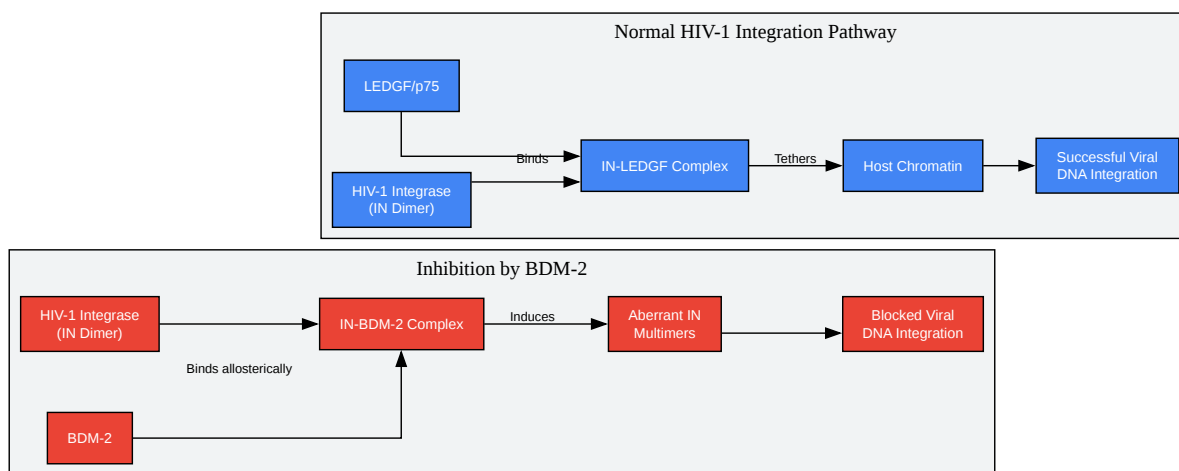 Normal HIV-1 Integration Pathway
LEDGF/p75
Binds
HIV-1 Integrase
(IN Dimer)
IN-LEDGF Complex
Tethers
Host Chromatin
Successful Viral
DNA Integration
Inhibition by BDM-2
HIV-1 Integrase
(IN Dimer)
Binds allosterically
BDM-2
IN-BDM-2 Complex
Induces
Aberrant IN
Multimers
Blocked Viral
DNA Integration